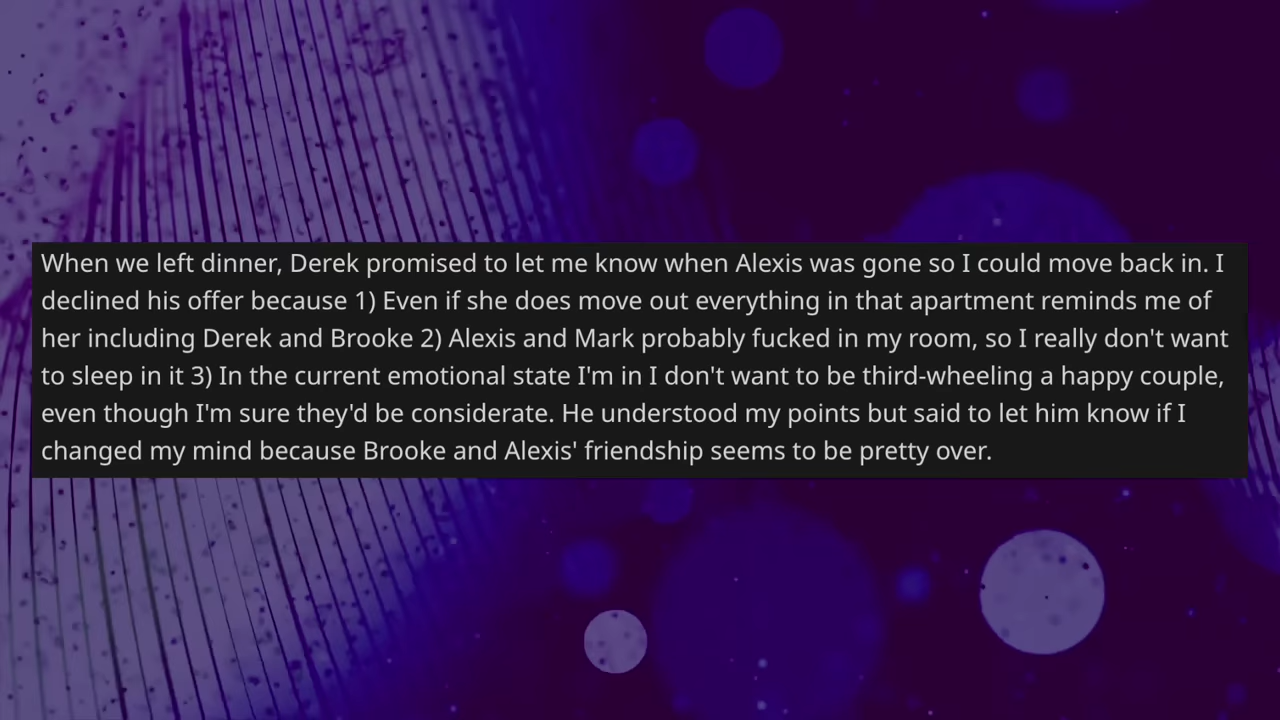 When we left dinner, Derek promised to let me know when Alexis was gone so I could move back in. I
declined his offer because 1) Even if she does move out everything in that apartment reminds me of
her including Derek and Brooke 2) Alexis and Mark probably fucked in my room, so I really don't want
to sleep in it 3) In the current emotional state I'm in I don't want to be third-wheeling a happy couple,
even though I'm sure they'd be considerate. He understood my points but said to let him know if I
changed my mind because Brooke and Alexis' friendship seems to be pretty over.